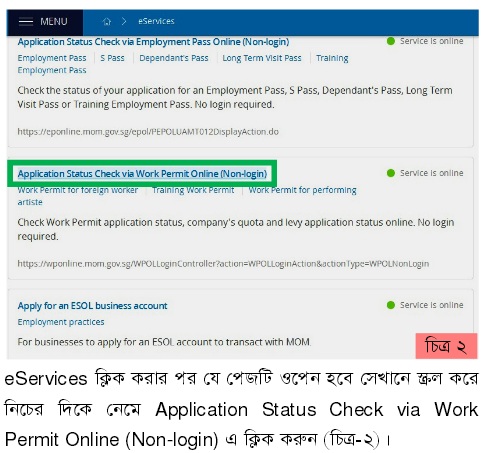 MENU
eServices
Application Status Check via Employment Pass Online (Non-login)
Service is online
Employment Pass | S Pass | Dependant's Pass | Long Term Visit Pass | Training
Employment Pass
Check the status of your application for an Employment Pass, S Pass, Dependant's Pass, Long Term
Visit Pass or Training Employment Pass. No login required.
https://eponline.mom.gov.sg/epol/PEPOLUAMT012DisplayAction.do
Application Status Check via Work Permit Online (Non-login)
Service is online
Work Permit for foreign worker | Training Work Permit | Work Permit for performing
artiste
Check Work Permit application status, company's quota and levy application status online. No login
required.
https://wponline.mom.gov.sg/WPOLLoginController?action=WPOLLoginAction&actionType=WPOLNonLogin
Apply for an ESOL business account
Service is online
Employment practices
For businesses to apply for an ESOL account to transact with MOM.
চিত্র ২
eServices ক্লিক করার পর যে পেজটি ওপেন হবে সেখানে স্ক্রল করে
নিচের দিকে নেমে Application Status Check via Work
Permit Online (Non-login) এ ক্লিক করুন (চিত্র-২)।